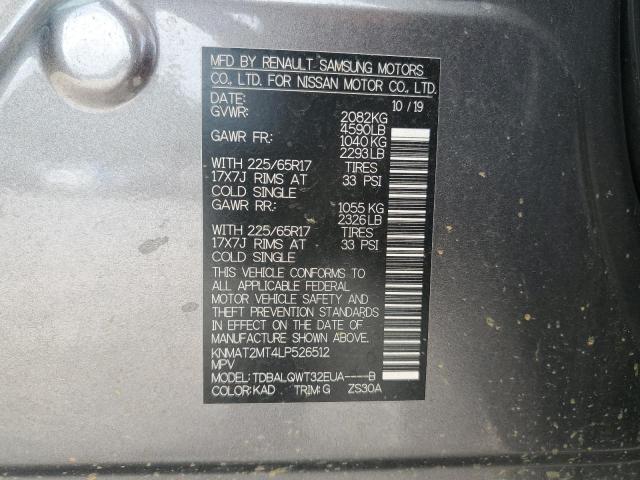 MFD BY RENAULT SAMSUNG MOTORS
CO., LTD. FOR NISSAN MOTOR CO., LTD.
DATE: 10 / 19
GVWR: 2082KG
4590LB
GAWR FR: 1040KG
2293LB
WITH 225/65R17 TIRES
17X7J RIMS AT 33 PSI
COLD SINGLE
GAWR RR: 1055 KG
2326LB
WITH 225/65R17 TIRES
17X7J RIMS AT 33 PSI
COLD SINGLE
THIS VEHICLE CONFORMS TO
ALL APPLICABLE FEDERAL
MOTOR VEHICLE SAFETY AND
THEFT PREVENTION STANDARDS
IN EFFECT ON THE DATE OF
MANUFACTURE SHOWN ABOVE.
KNMAT2MT4LP526512
MPV
MODEL:TDBALQWT32EUA----B
COLOR:KAD TRIM:G ZS30A